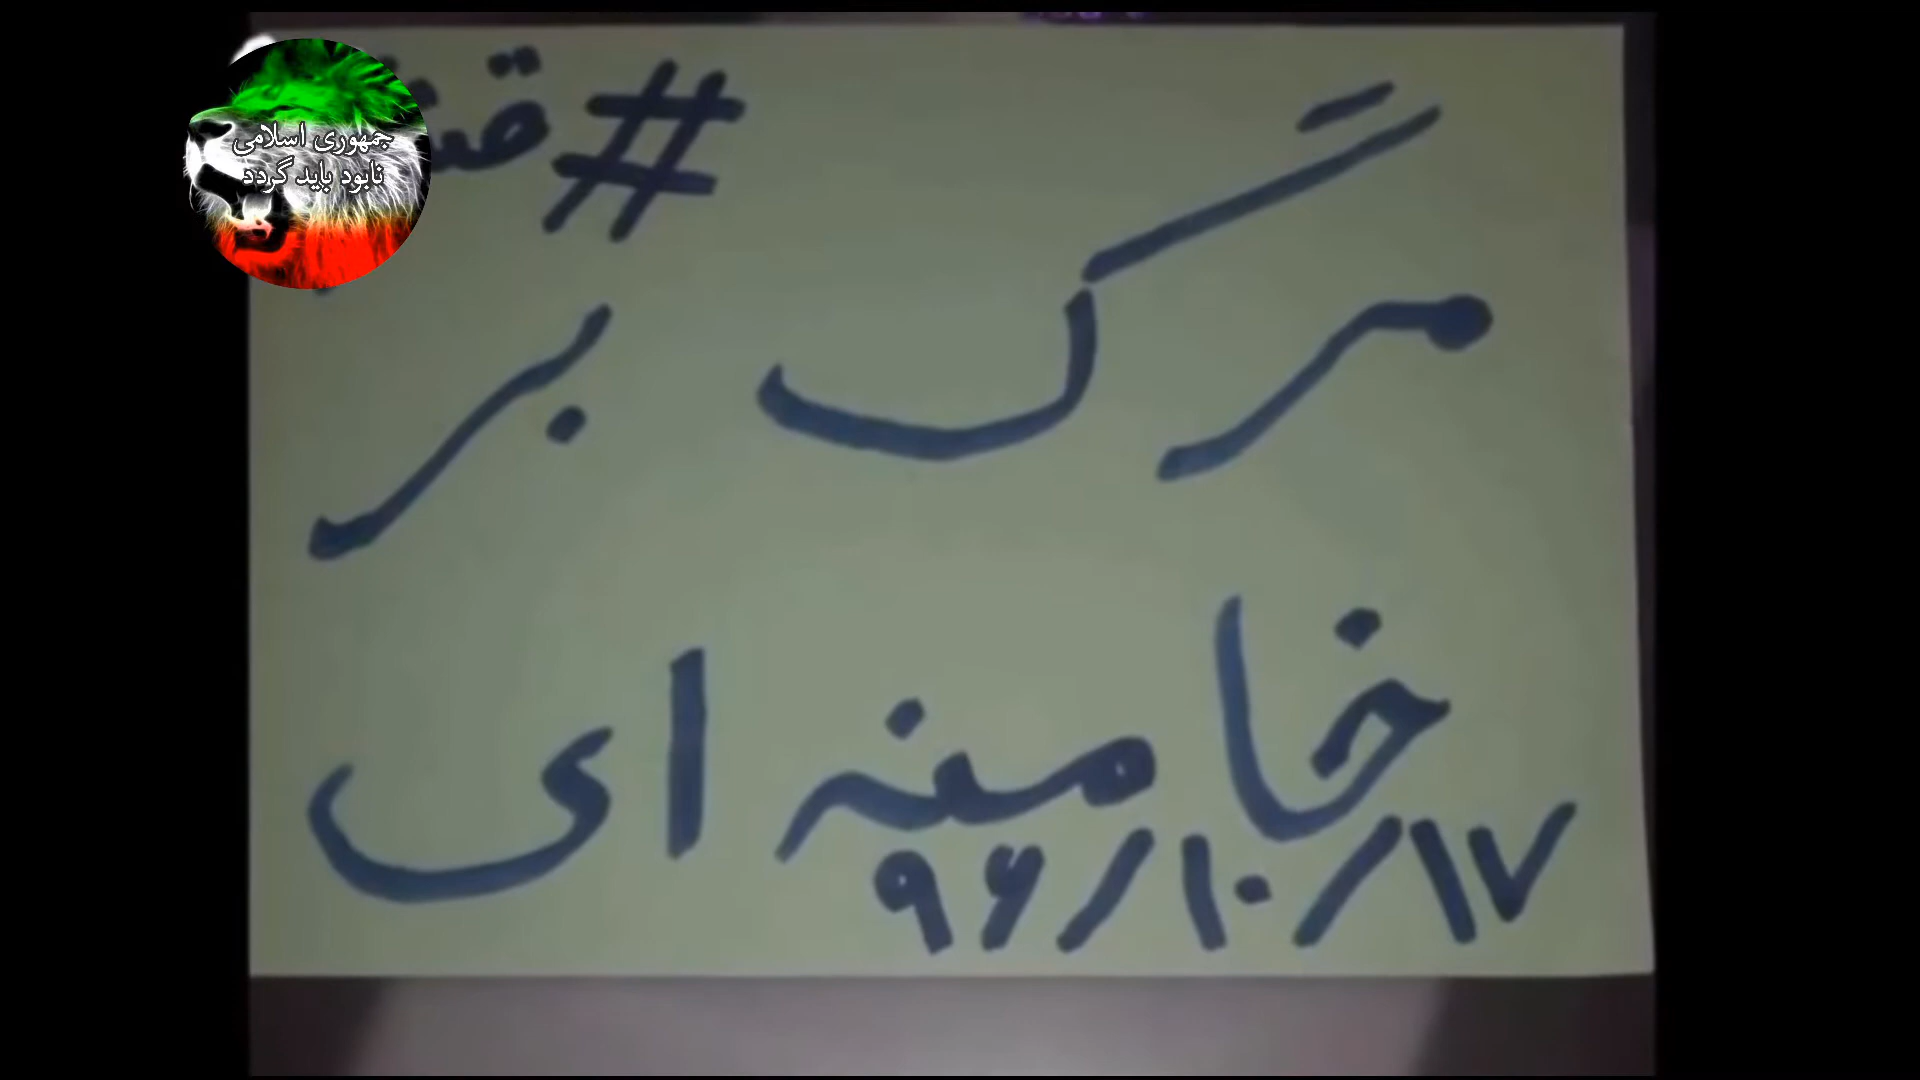 جمهوری اسلامی
نابود باید گردد
مرگ بر
خامنه ای
۹۶/۱۰/۱۷